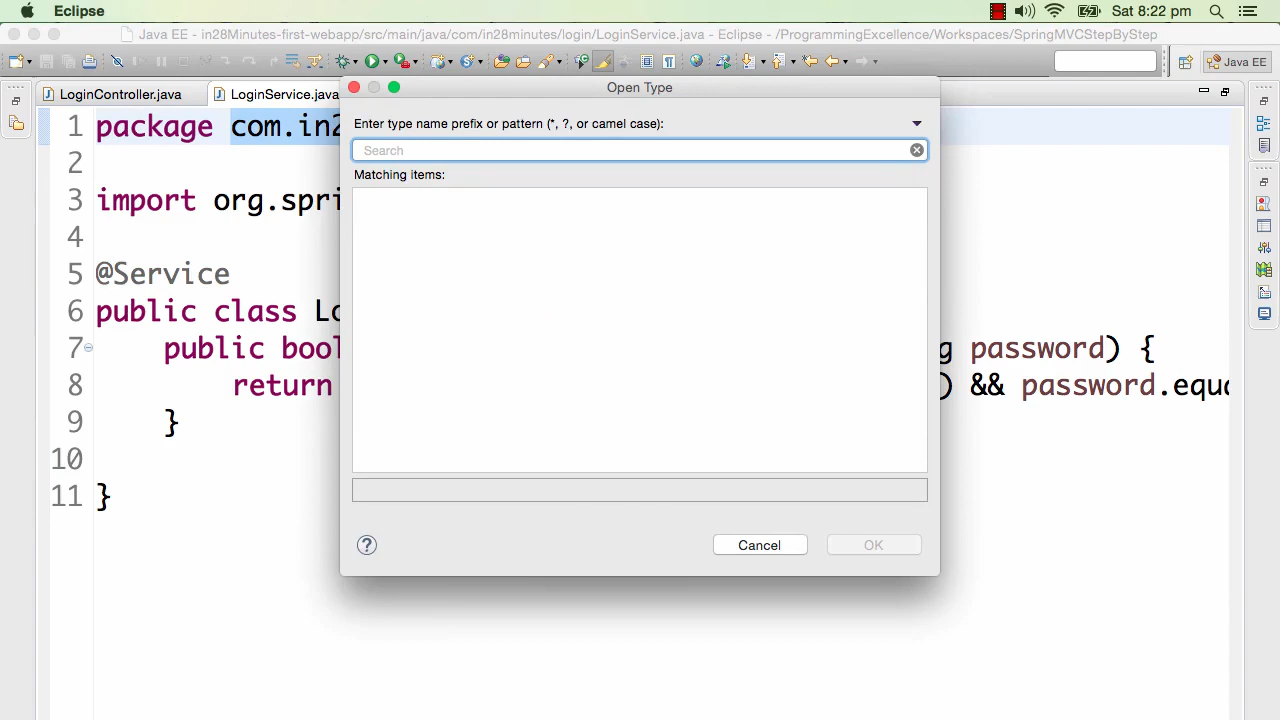 Eclipse
Sat 8:22 pm
Java EE - in28Minutes-first-webapp/src/main/java/com/in28minutes/login/LoginService.java - Eclipse - /ProgrammingExcellence/Workspaces/SpringMVCStepByStep
Java EE
LoginController.java
LoginService.java
Open Type
Enter type name prefix or pattern (*, ?, or camel case):
Search
Matching items:
Cancel
OK
1 package com.in2
2
3 import org.spri
4
5 @Service
6 public class Lo
7 public bool g password) {
8 return ) && password.equa
9 }
10
11 }